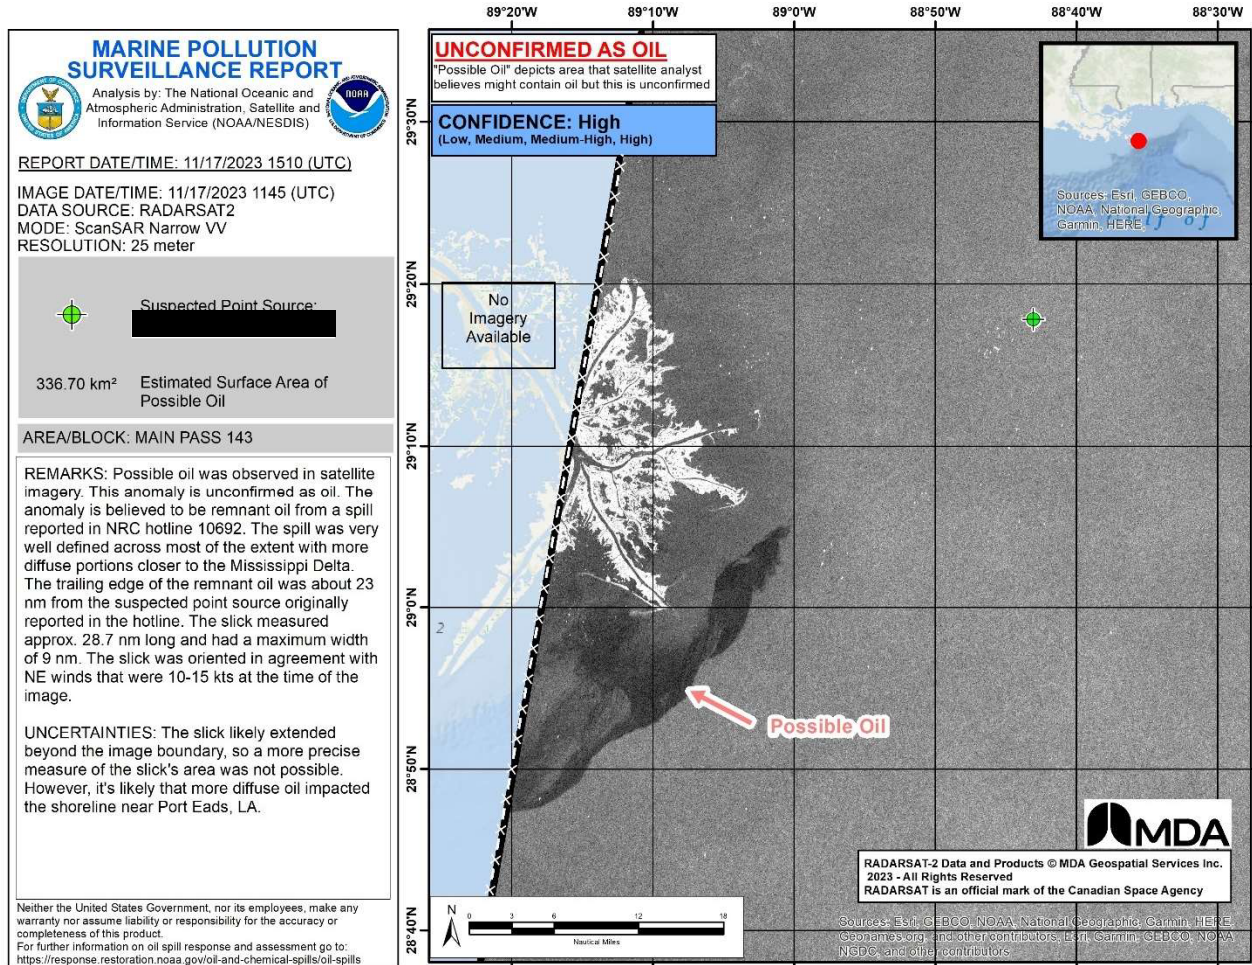 MARINE POLLUTION
SURVEILLANCE REPORT
Analysis by: The National Oceanic and
Atmospheric Administration, Satellite and
Information Service (NOAA/NESDIS)
NOAA
REPORT DATE/TIME: 11/17/2023 1510 (UTC)
IMAGE DATE/TIME: 11/17/2023 1145 (UTC)
DATA SOURCE: RADARSAT2
MODE: ScanSAR Narrow VV
RESOLUTION: 25 meter
Suspected Point Source:
336.70 km² Estimated Surface Area of
Possible Oil
AREA/BLOCK: MAIN PASS 143
REMARKS: Possible oil was observed in satellite
imagery. This anomaly is unconfirmed as oil. The
anomaly is believed to be remnant oil from a spill
reported in NRC hotline 10692. The spill was very
well defined across most of the extent with more
diffuse portions closer to the Mississippi Delta.
The trailing edge of the remnant oil was about 23
nm from the suspected point source originally
reported in the hotline. The slick measured
approx. 28.7 nm long and had a maximum width
of 9 nm. The slick was oriented in agreement with
NE winds that were 10-15 kts at the time of the
image.
UNCERTAINTIES: The slick likely extended
beyond the image boundary, so a more precise
measure of the slick's area was not possible.
However, it's likely that more diffuse oil impacted
the shoreline near Port Eads, LA.
Neither the United States Government, nor its employees, make any
warranty nor assume liability or responsibility for the accuracy or
completeness of this product.
For further information on oil spill response and assessment go to:
https://response.restoration.noaa.gov/oil-and-chemical-spills/oil-spills
89°20'W 89°10'W 89°0'W 88°50'W 88°40'W 88°30'W
UNCONFIRMED AS OIL
"Possible Oil" depicts area that satellite analyst
believes might contain oil but this is unconfirmed
CONFIDENCE: High
(Low, Medium, Medium-High, High)
29°30'N
29°20'N
29°10'N
29°0'N
28°50'N
28°40'N
Sources: Esri, GEBCO,
NOAA, National Geographic,
Garmin, HERE,
No
Imagery
Available
2
Possible Oil
MDA
RADARSAT-2 Data and Products © MDA Geospatial Services Inc.
2023 - All Rights Reserved
RADARSAT is an official mark of the Canadian Space Agency
N
0 3 6 12 18
Nautical Miles
Sources: Esri, GEBCO, NOAA, National Geographic, Garmin, HERE,
Geonames.org, and other contributors, Esri, Garmin, GEBCO, NOAA
NGDC, and other contributors